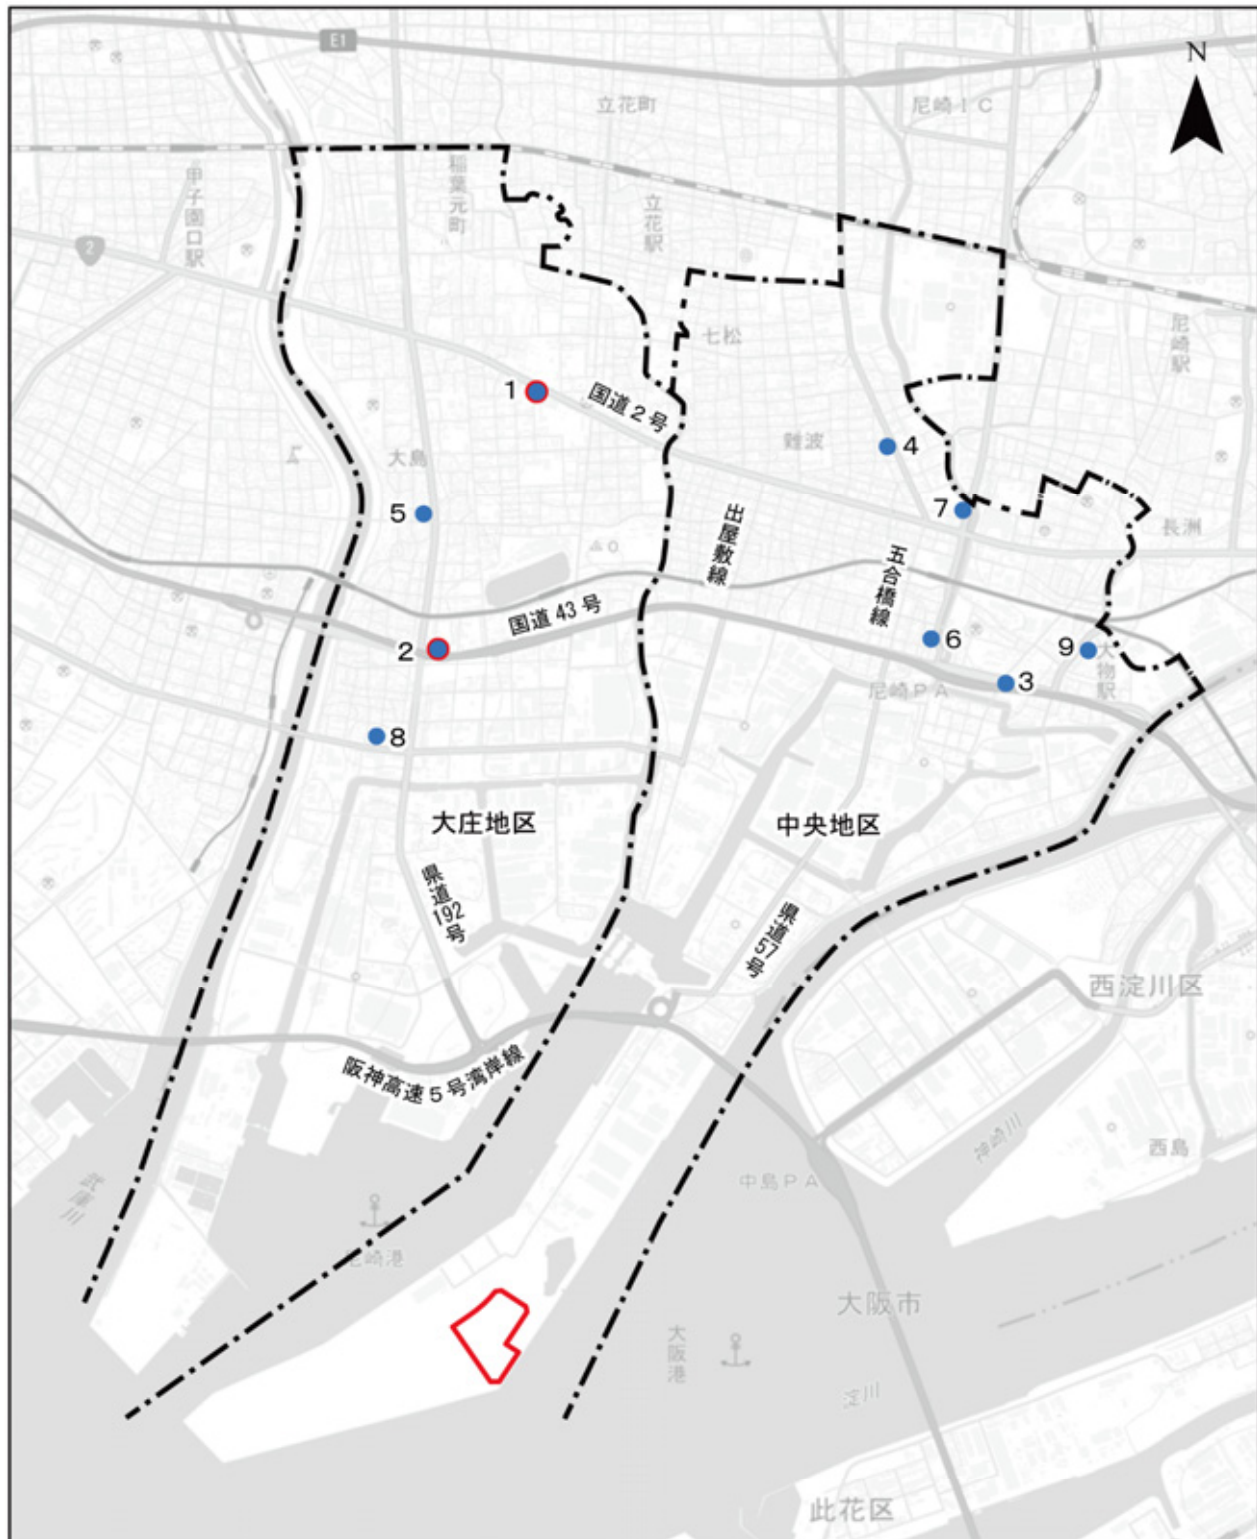 E1
N
立花町
尼崎IC
稲葉元町
甲子園口駅
立花駅
2
七松
尼崎駅
1
国道2号
難波
4
大島
5
7
長洲
出屋敷線
五合橋線
国道43号
2
6
9
大物駅
3
尼崎PA
8
大庄地区
中央地区
県道192号
県道57号
西淀川区
阪神高速5号湾岸線
神崎川
西島
中島PA
武庫川
尼崎港
大阪市
大阪港
淀川
此花区